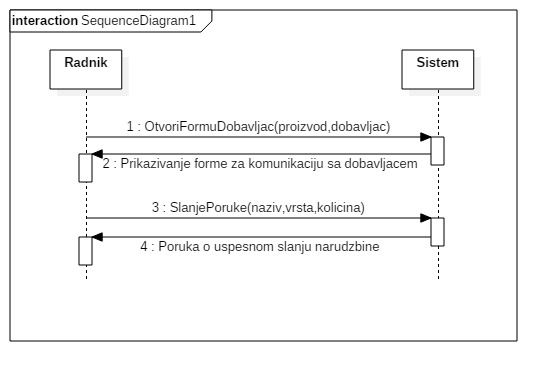 interaction SequenceDiagram1
Radnik
Sistem
1 : OtvoriFormuDobavljac(proizvod,dobavljac)
2 : Prikazivanje forme za komunikaciju sa dobavljacem
3 : SlanjePoruke(naziv,vrsta,kolicina)
4 : Poruka o uspesnom slanju narudzbine